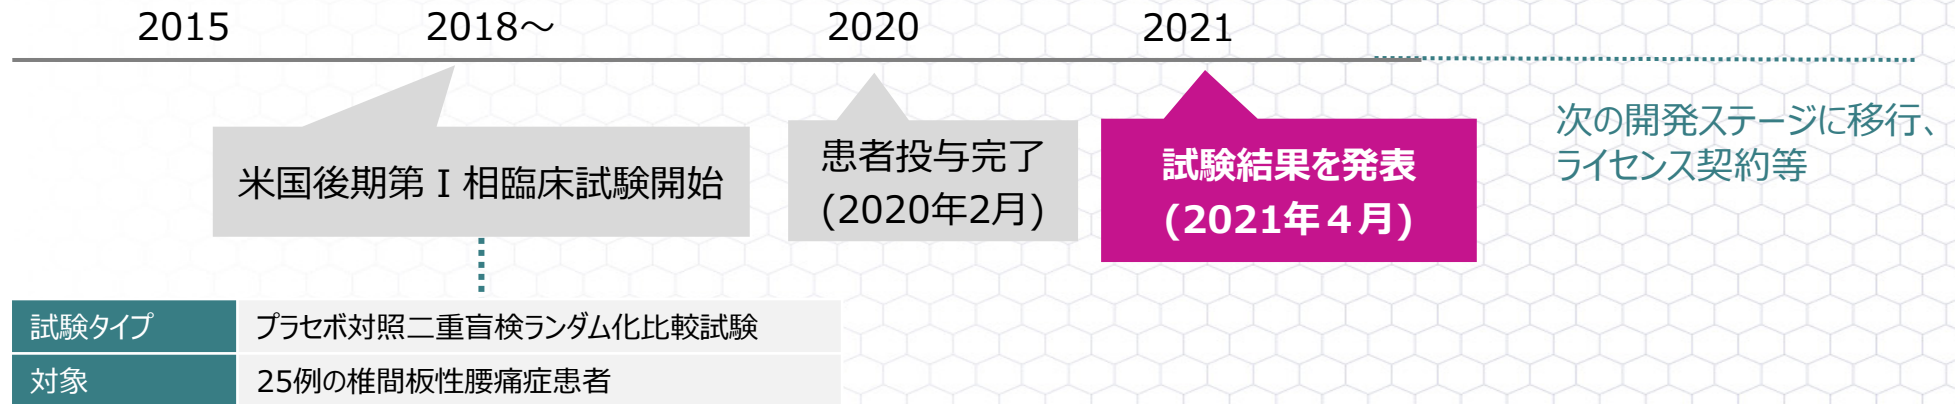 2015 2018～ 2020 2021
米国後期第Ⅰ相臨床試験開始
患者投与完了
(2020年2月)
試験結果を発表
(2021年４月)
次の開発ステージに移行、
ライセンス契約等
試験タイプ プラセボ対照二重盲検ランダム化比較試験
対象 25例の椎間板性腰痛症患者